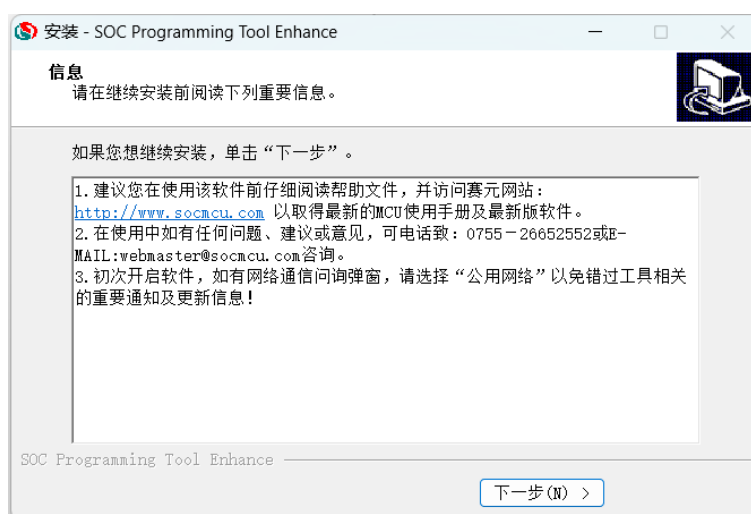 安装 - SOC Programming Tool Enhance
信息
请在继续安装前阅读下列重要信息。
如果您想继续安装，单击“下一步”。
1.建议您在使用该软件前仔细阅读帮助文件，并访问赛元网站：
http://www.socmcu.com 以取得最新的MCU使用手册及最新版软件。
2.在使用中如有任何问题、建议或意见，可电话致：0755－26652552或E-
MAIL:webmaster@socmcu.com咨询。
3.初次开启软件，如有网络通信问询弹窗，请选择“公用网络”以免错过工具相关
的重要通知及更新信息！
SOC Programming Tool Enhance
下一步(N) >